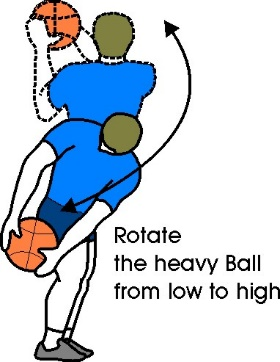 Rotate
the heavy Ball
from low to high